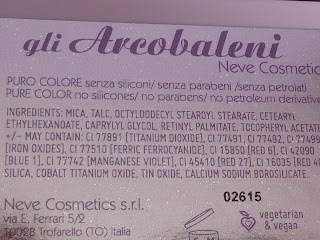 gli Arcobaleni
Neve Cosmetics
PURO COLORE senza siliconi/ senza parabeni /senza petrolati
PURE COLOR no silicones/ no parabens/ no petroleum derivative
INGREDIENTS: MICA, TALC, OCTYLDODECYL STEAROYL STEARATE, CETEARYL
ETHYLHEXANOATE, CAPRYLYL GLYCOL, RETINYL PALMITATE, TOCOPHERYL ACETATE
+/- MAY CONTAIN: CI 77891 [TITANIUM DIOXIDE], CI 77491, CI 77492, CI 77499
[IRON OXIDES], CI 77510 [FERRIC FERROCYANIDE], CI 15850 [RED 6], CI 42090
[BLUE 1], CI 77742 [MANGANESE VIOLET], CI 45410 [RED 27], CI 16035 [RED 40
SILICA, COBALT TITANIUM OXIDE, TIN OXIDE, CALCIUM SODIUM BOROSILICATE.
02615
Neve Cosmetics s.r.l.
via E. Ferrari 5/2
10028 Trofarello (TO) Italia
vegetarian
& vegan